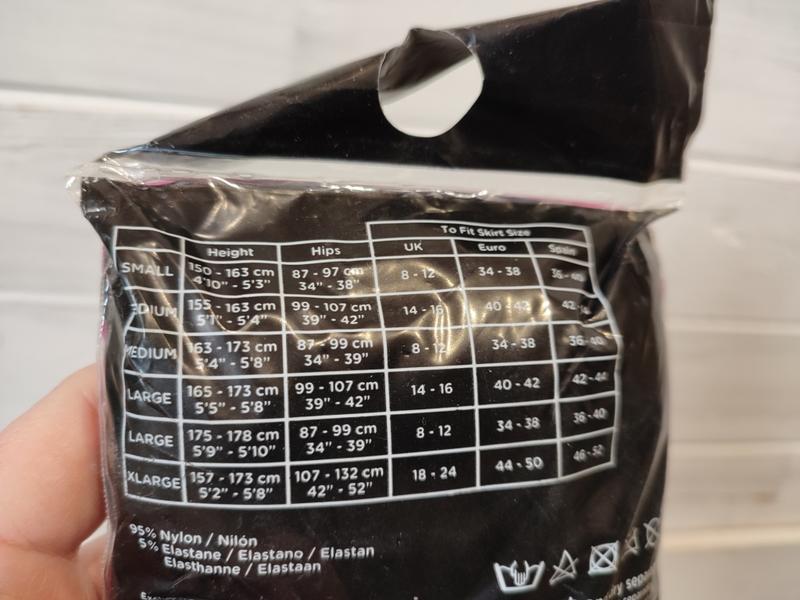 To Fit Skirt Size
Height Hips UK Euro Spain
SMALL 150 - 163 cm 87 - 97 cm 8 - 12 34 - 38 36 - 40
4'10" - 5'3" 34" - 38"
EDIUM 155 - 163 cm 99 - 107 cm 14 - 16 40 - 42 42 -
5'1" - 5'4" 39" - 42"
MEDIUM 163 - 173 cm 87 - 99 cm 8 - 12 34 - 38 36 - 40
5'4" - 5'8" 34" - 39"
LARGE 165 - 173 cm 99 - 107 cm 14 - 16 40 - 42 42 - 44
5'5" - 5'8" 39" - 42"
LARGE 175 - 178 cm 87 - 99 cm 8 - 12 34 - 38 36 - 40
5'9" - 5'10" 34" - 39"
XLARGE 157 - 173 cm 107 - 132 cm 18 - 24 44 - 50 46 - 52
5'2" - 5'8" 42" - 52"
95% Nylon / Nilón
5% Elastane / Elastano / Elastan
Elasthanne / Elastaan